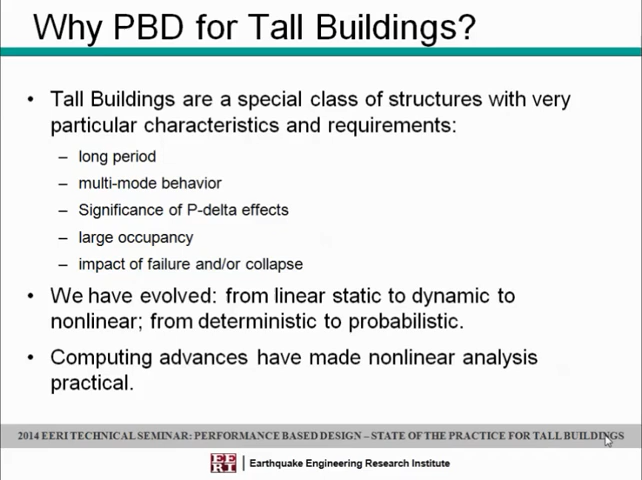 Why PBD for Tall Buildings?
• Tall Buildings are a special class of structures with very
particular characteristics and requirements:
– long period
– multi-mode behavior
– Significance of P-delta effects
– large occupancy
– impact of failure and/or collapse
• We have evolved: from linear static to dynamic to
nonlinear; from deterministic to probabilistic.
• Computing advances have made nonlinear analysis
practical.
2014 EERI TECHNICAL SEMINAR: PERFORMANCE BASED DESIGN – STATE OF THE PRACTICE FOR TALL BUILDINGS
EE
RI
Earthquake Engineering Research Institute